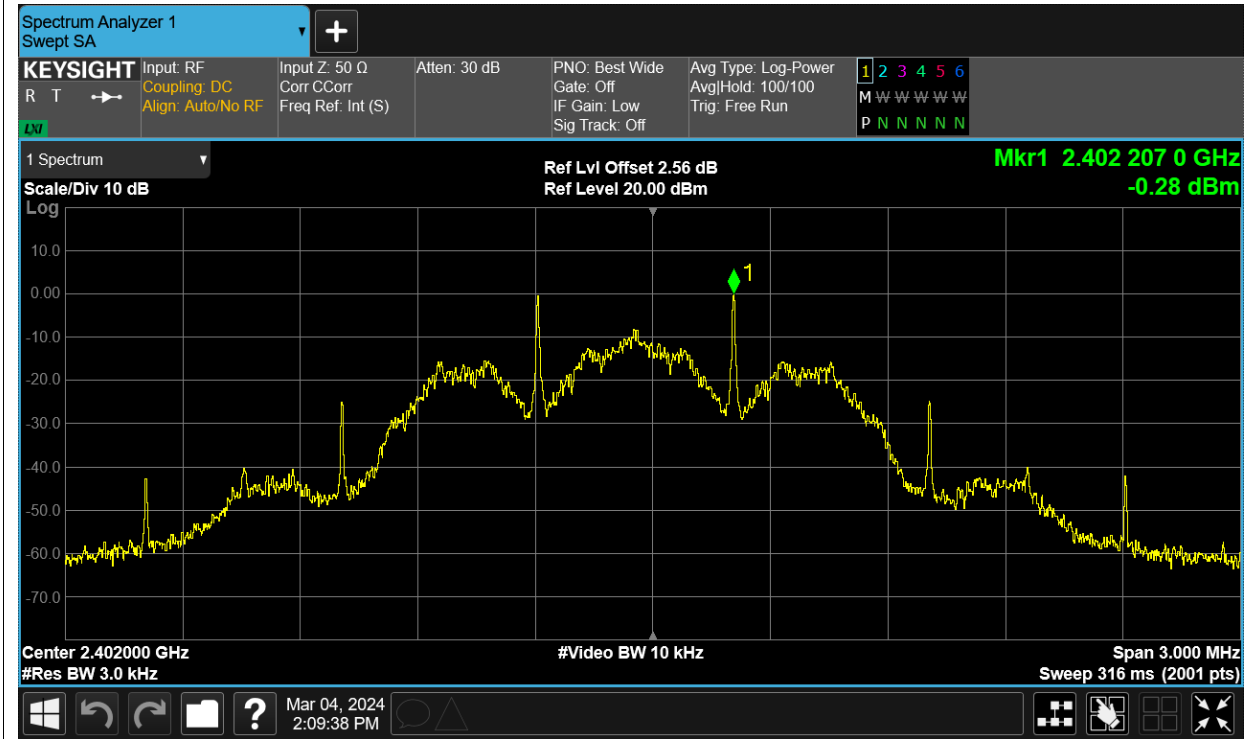 Spectrum Analyzer 1
Swept SA
KEYSIGHT
R T
LXI
Input: RF
Coupling: DC
Align: Auto/No RF
Input Z: 50 Ω
Corr CCorr
Freq Ref: Int (S)
Atten: 30 dB
PNO: Best Wide
Gate: Off
IF Gain: Low
Sig Track: Off
Avg Type: Log-Power
Avg|Hold: 100/100
Trig: Free Run
1 2 3 4 5 6
M W W W W W W
P N N N N N N
1 Spectrum
Scale/Div 10 dB
Log
Ref Lvl Offset 2.56 dB
Ref Level 20.00 dBm
Mkr1 2.402 207 0 GHz
-0.28 dBm
1
10.0
0.00
-10.0
-20.0
-30.0
-40.0
-50.0
-60.0
-70.0
Center 2.402000 GHz
#Res BW 3.0 kHz
#Video BW 10 kHz
Span 3.000 MHz
Sweep 316 ms (2001 pts)
?
Mar 04, 2024
2:09:38 PM